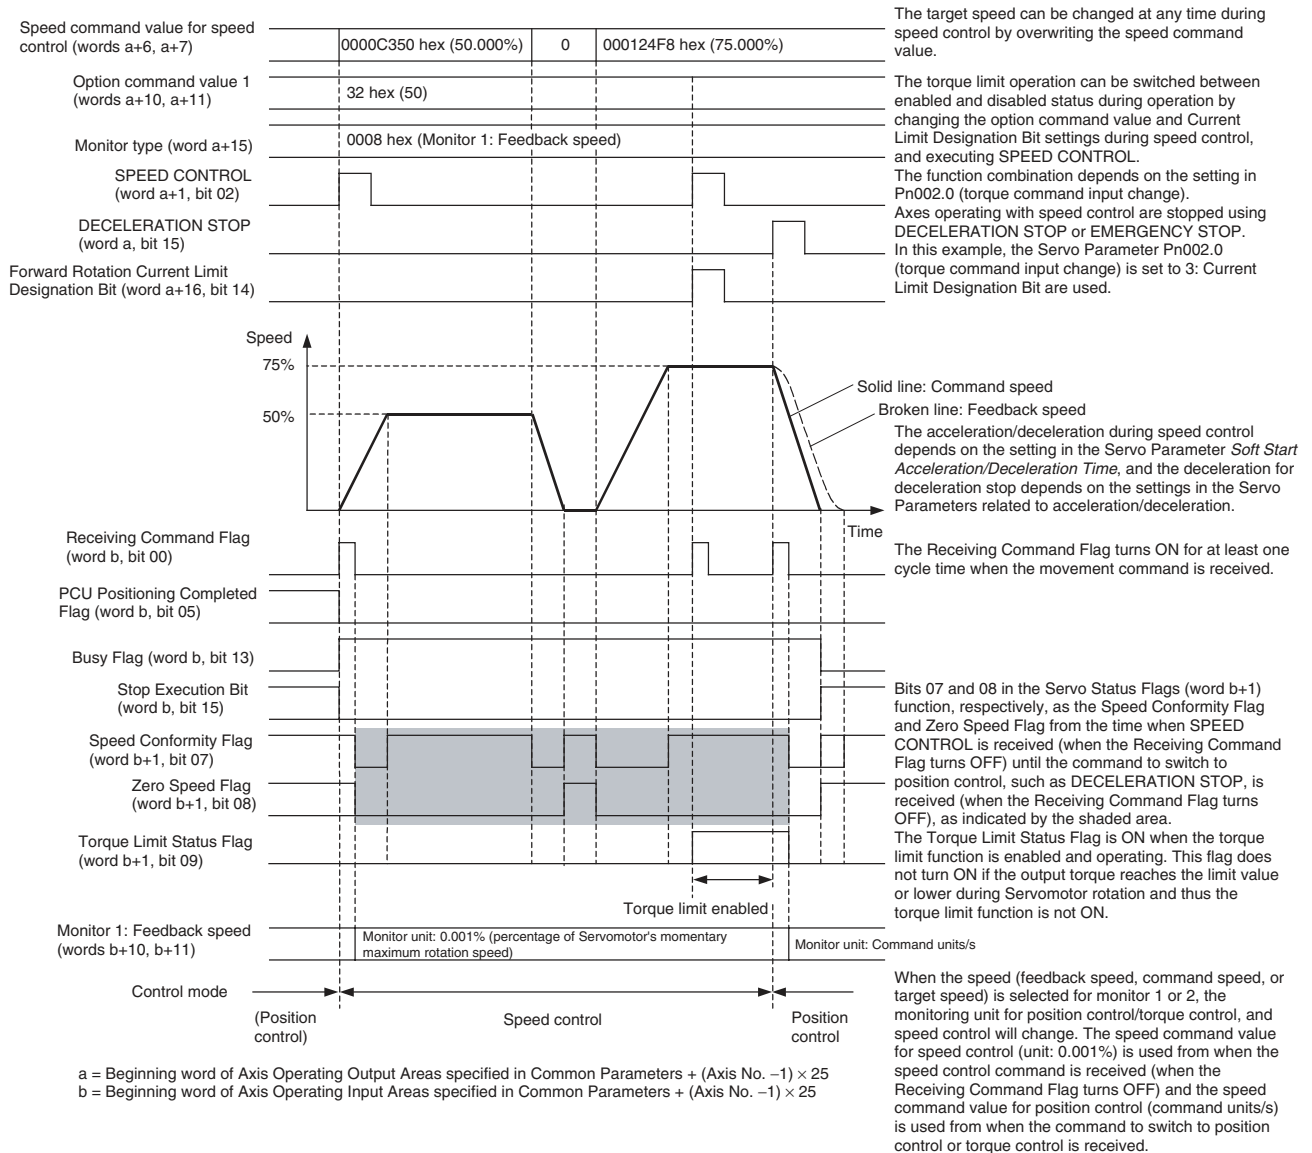 Speed command value for speed
control (words a+6, a+7)
0000C350 hex (50.000%)
0
000124F8 hex (75.000%)
The target speed can be changed at any time during
speed control by overwriting the speed command
value.
Option command value 1
(words a+10, a+11)
32 hex (50)
The torque limit operation can be switched between
enabled and disabled status during operation by
changing the option command value and Current
Limit Designation Bit settings during speed control,
and executing SPEED CONTROL.
The function combination depends on the setting in
Pn002.0 (torque command input change).
Axes operating with speed control are stopped using
DECELERATION STOP or EMERGENCY STOP.
In this example, the Servo Parameter Pn002.0
(torque command input change) is set to 3: Current
Limit Designation Bit are used.
Monitor type (word a+15)
0008 hex (Monitor 1: Feedback speed)
SPEED CONTROL
(word a+1, bit 02)
DECELERATION STOP
(word a, bit 15)
Forward Rotation Current Limit
Designation Bit (word a+16, bit 14)
Speed
75%
50%
Time
Solid line: Command speed
Broken line: Feedback speed
The acceleration/deceleration during speed control
depends on the setting in the Servo Parameter Soft Start
Acceleration/Deceleration Time, and the deceleration for
deceleration stop depends on the settings in the Servo
Parameters related to acceleration/deceleration.
Receiving Command Flag
(word b, bit 00)
The Receiving Command Flag turns ON for at least one
cycle time when the movement command is received.
PCU Positioning Completed
Flag (word b, bit 05)
Busy Flag (word b, bit 13)
Stop Execution Bit
(word b, bit 15)
Speed Conformity Flag
(word b+1, bit 07)
Zero Speed Flag
(word b+1, bit 08)
Bits 07 and 08 in the Servo Status Flags (word b+1)
function, respectively, as the Speed Conformity Flag
and Zero Speed Flag from the time when SPEED
CONTROL is received (when the Receiving Command
Flag turns OFF) until the command to switch to
position control, such as DECELERATION STOP, is
received (when the Receiving Command Flag turns
OFF), as indicated by the shaded area.
Torque Limit Status Flag
(word b+1, bit 09)
The Torque Limit Status Flag is ON when the torque
limit function is enabled and operating. This flag does
not turn ON if the output torque reaches the limit value
or lower during Servomotor rotation and thus the
torque limit function is not ON.
Torque limit enabled
Monitor 1: Feedback speed
(words b+10, b+11)
Monitor unit: 0.001% (percentage of Servomotor's momentary
maximum rotation speed)
Monitor unit: Command units/s
Control mode
(Position
control)
Speed control
Position
control
When the speed (feedback speed, command speed, or
target speed) is selected for monitor 1 or 2, the
monitoring unit for position control/torque control, and
speed control will change. The speed command value
for speed control (unit: 0.001%) is used from when the
speed control command is received (when the
Receiving Command Flag turns OFF) and the speed
command value for position control (command units/s)
is used from when the command to switch to position
control or torque control is received.
a = Beginning word of Axis Operating Output Areas specified in Common Parameters + (Axis No. −1) × 25
b = Beginning word of Axis Operating Input Areas specified in Common Parameters + (Axis No. −1) × 25